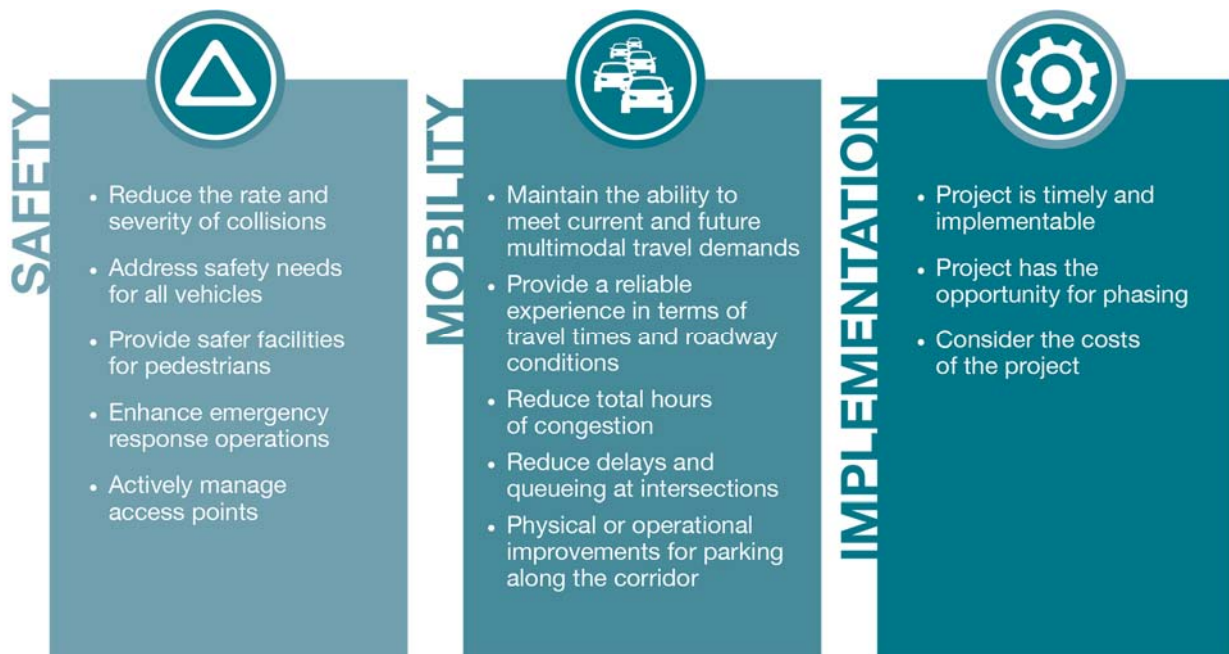 SAFETY
• Reduce the rate and
severity of collisions
• Address safety needs
for all vehicles
• Provide safer facilities
for pedestrians
• Enhance emergency
response operations
• Actively manage
access points
MOBILITY
• Maintain the ability to
meet current and future
multimodal travel demands
• Provide a reliable
experience in terms of
travel times and roadway
conditions
• Reduce total hours
of congestion
• Reduce delays and
queueing at intersections
• Physical or operational
improvements for parking
along the corridor
IMPLEMENTATION
• Project is timely and
implementable
• Project has the
opportunity for phasing
• Consider the costs
of the project